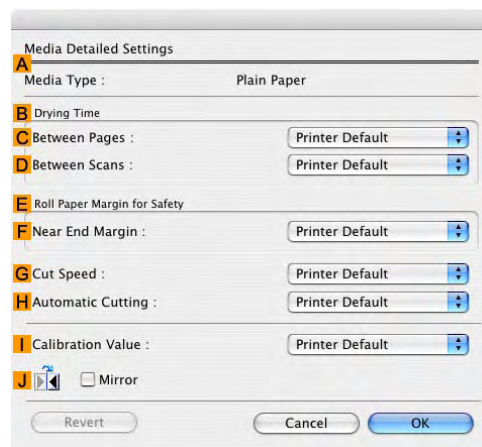 Media Detailed Settings
A
Media Type : Plain Paper
B Drying Time
C Between Pages : Printer Default
D Between Scans : Printer Default
E Roll Paper Margin for Safety
F Near End Margin : Printer Default
G Cut Speed : Printer Default
H Automatic Cutting : Printer Default
I Calibration Value : Printer Default
J Mirror
Revert Cancel OK